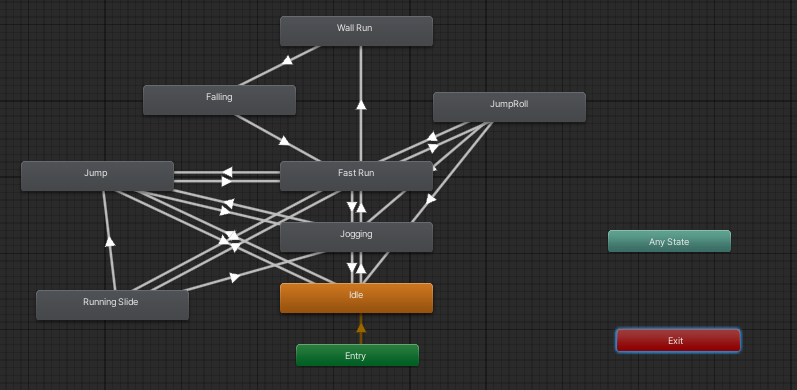 Wall Run
Falling
JumpRoll
Jump
Fast Run
Jogging
Any State
Running Slide
Idle
Exit
Entry